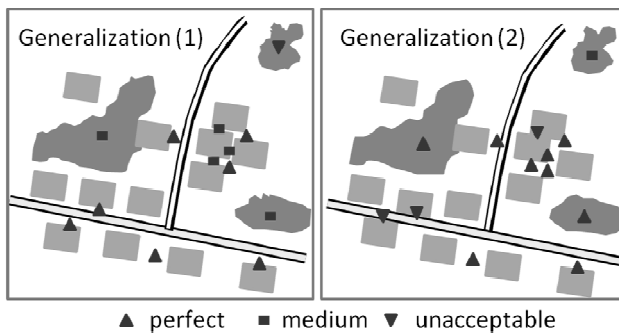 Generalization (1)
Generalization (2)
perfect medium unacceptable